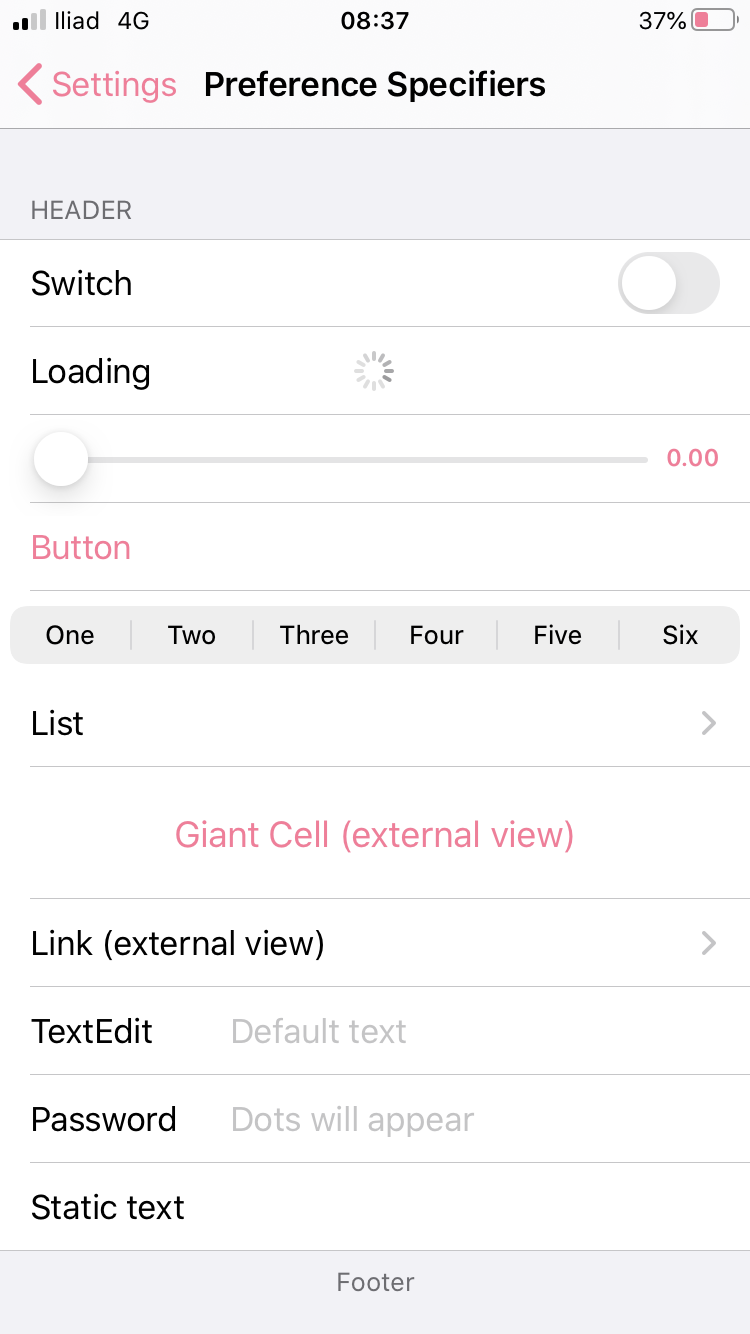 Iliad 4G 08:37 37%
Settings Preference Specifiers
HEADER
Switch
Loading
0.00
Button
One Two Three Four Five Six
List
Giant Cell (external view)
Link (external view)
TextEdit Default text
Password Dots will appear
Static text
Footer